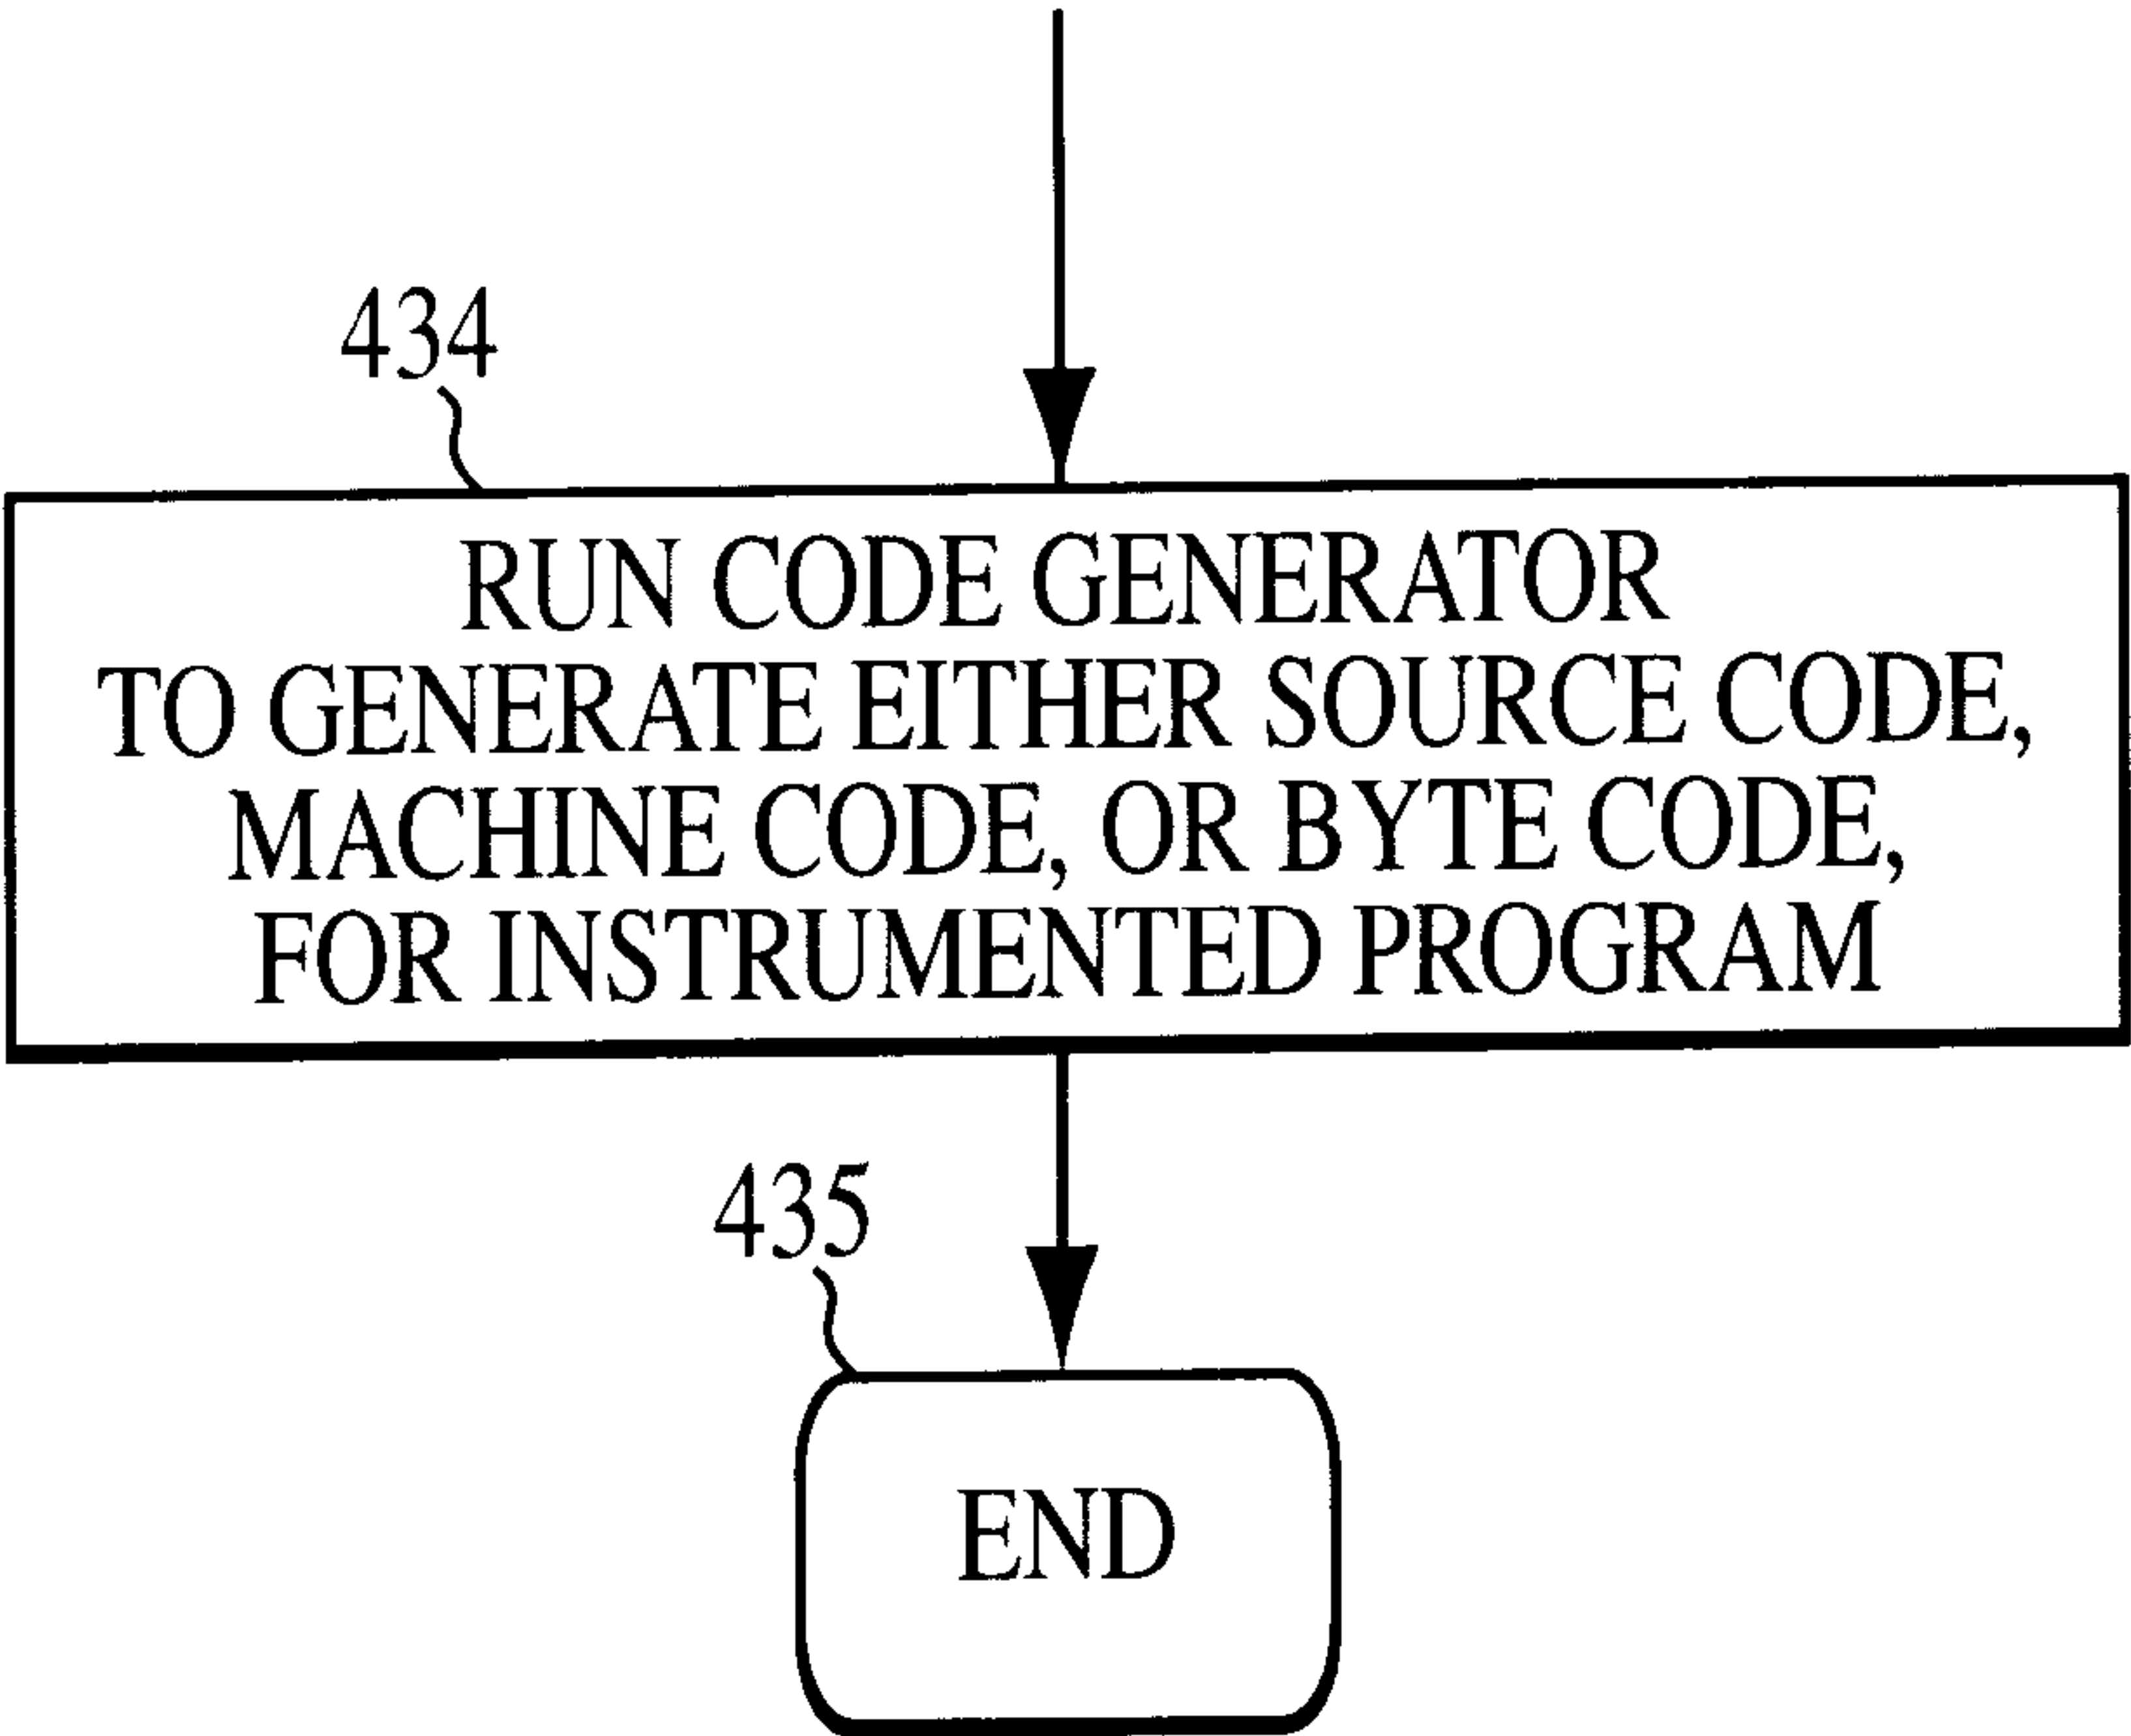 434
RUN CODE GENERATOR
TO GENERATE EITHER SOURCE CODE,
MACHINE CODE, OR BYTE CODE,
FOR INSTRUMENTED PROGRAM
435
END